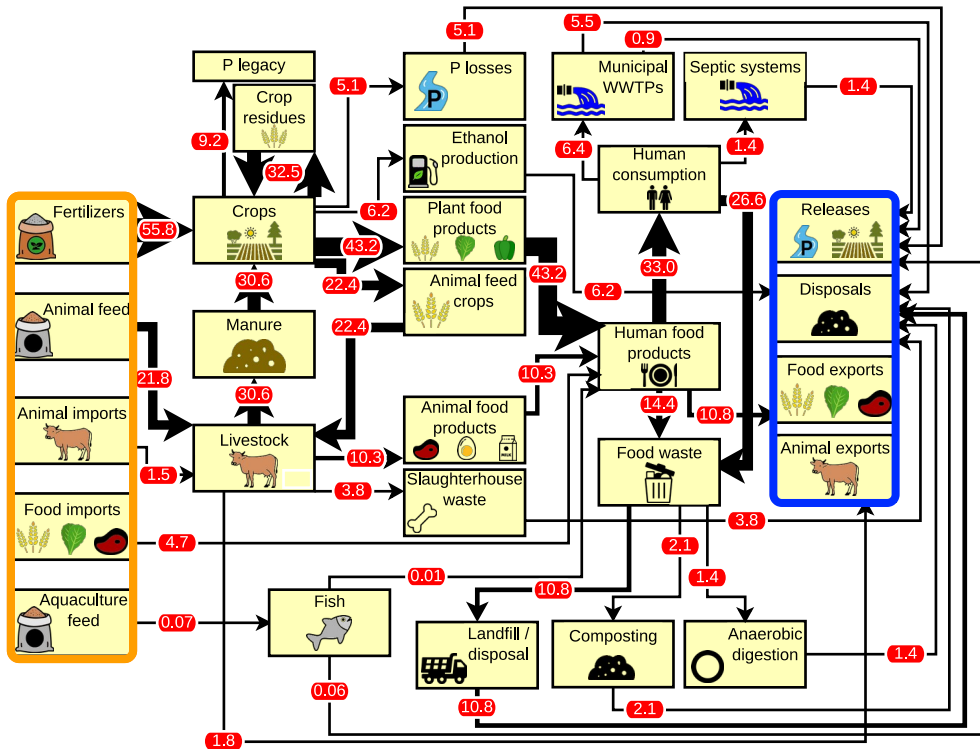 5.1
5.5
0.9
P legacy
P losses
Municipal
WWTPs
Septic systems
Crop
residues
5.1
1.4
9.2
P
Ethanol
production
6.4
1.4
32.5
Human
consumption
6.2
26.6
Fertilizers
55.8
Crops
43.2
Plant food
products
43.2
33.0
Releases
P
22.4
Animal feed
crops
6.2
30.6
Disposals
Animal feed
Manure
22.4
Human food
products
21.8
30.6
10.3
Food exports
Animal imports
Livestock
10.3
Animal food
products
MILK
14.4
10.8
Food waste
Animal exports
1.5
3.8
Slaughterhouse
waste
Food imports
4.7
3.8
2.1
0.01
1.4
10.8
Aquaculture
feed
0.07
Fish
Landfill /
disposal
Composting
Anaerobic
digestion
1.4
0.06
10.8
2.1
1.8